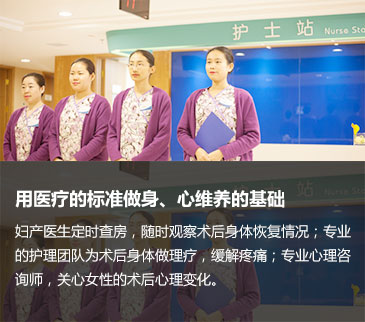 护士站 Nurse Sta
用医疗的标准做身、心维养的基础
妇产医生定时查房，随时观察术后身体恢复情况；专业
的护理团队为术后身体做理疗，缓解疼痛；专业心理咨
询师，关心女性的术后心理变化。